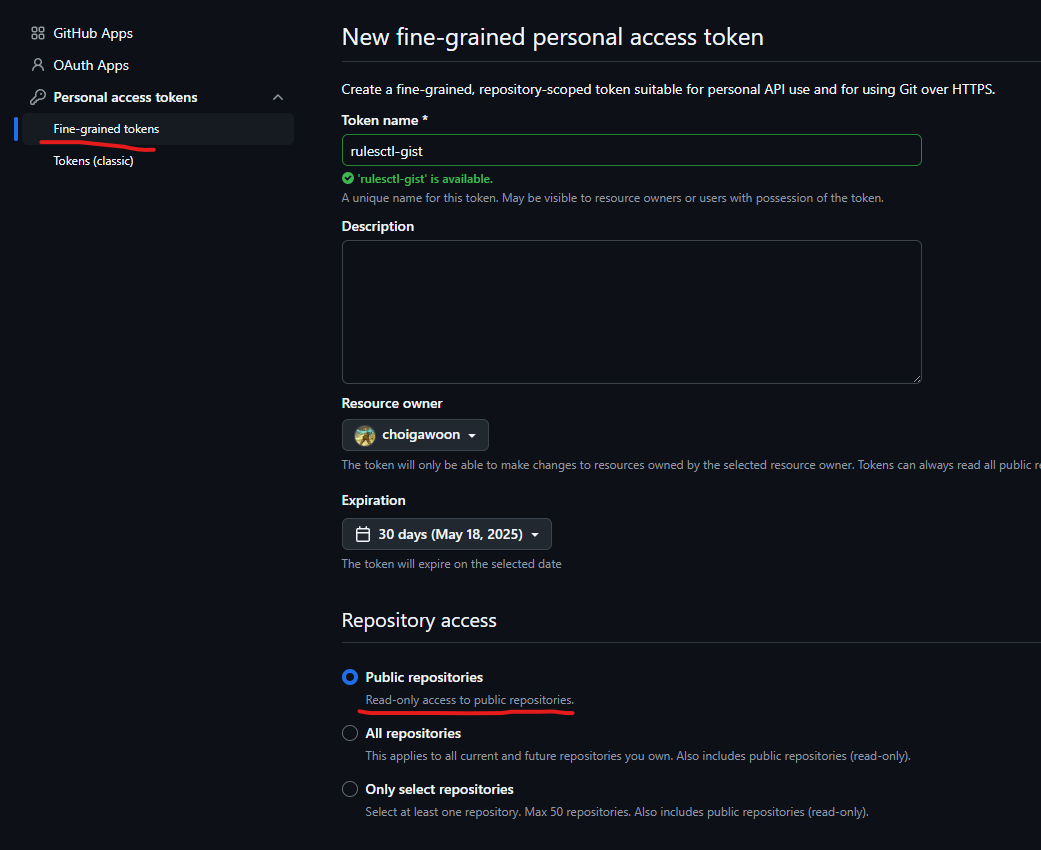 GitHub Apps
OAuth Apps
Personal access tokens
Fine-grained tokens
Tokens (classic)
New fine-grained personal access token
Create a fine-grained, repository-scoped token suitable for personal API use and for using Git over HTTPS.
Token name *
rulesctl-gist
'rulesctl-gist' is available.
A unique name for this token. May be visible to resource owners or users with possession of the token.
Description
Resource owner
choigawoon
The token will only be able to make changes to resources owned by the selected resource owner. Tokens can always read all public
Expiration
30 days (May 18, 2025)
The token will expire on the selected date
Repository access
Public repositories
Read-only access to public repositories.
All repositories
This applies to all current and future repositories you own. Also includes public repositories (read-only).
Only select repositories
Select at least one repository. Max 50 repositories. Also includes public repositories (read-only).